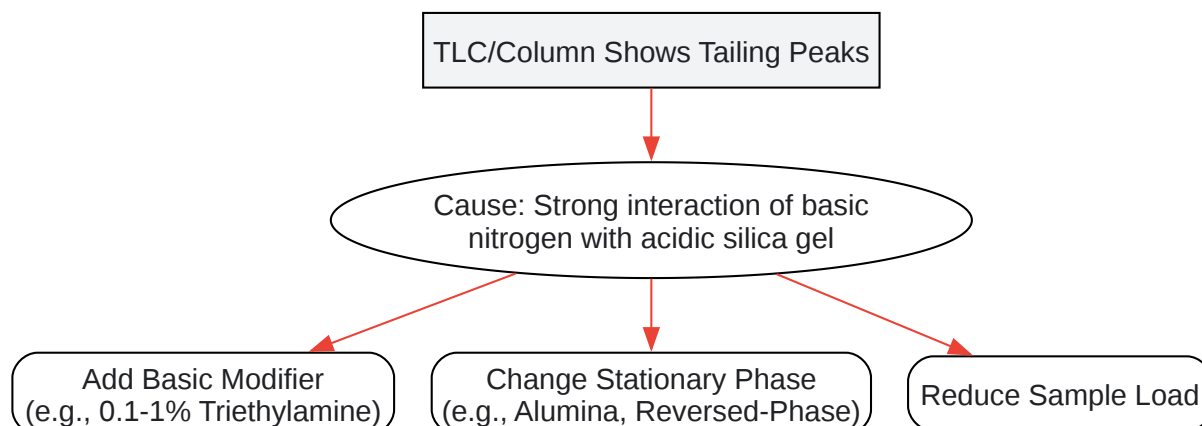 TLC/Column Shows Tailing Peaks
Cause: Strong interaction of basic
nitrogen with acidic silica gel
Add Basic Modifier
(e.g., 0.1-1% Triethylamine)
Change Stationary Phase
(e.g., Alumina, Reversed-Phase)
Reduce Sample Load